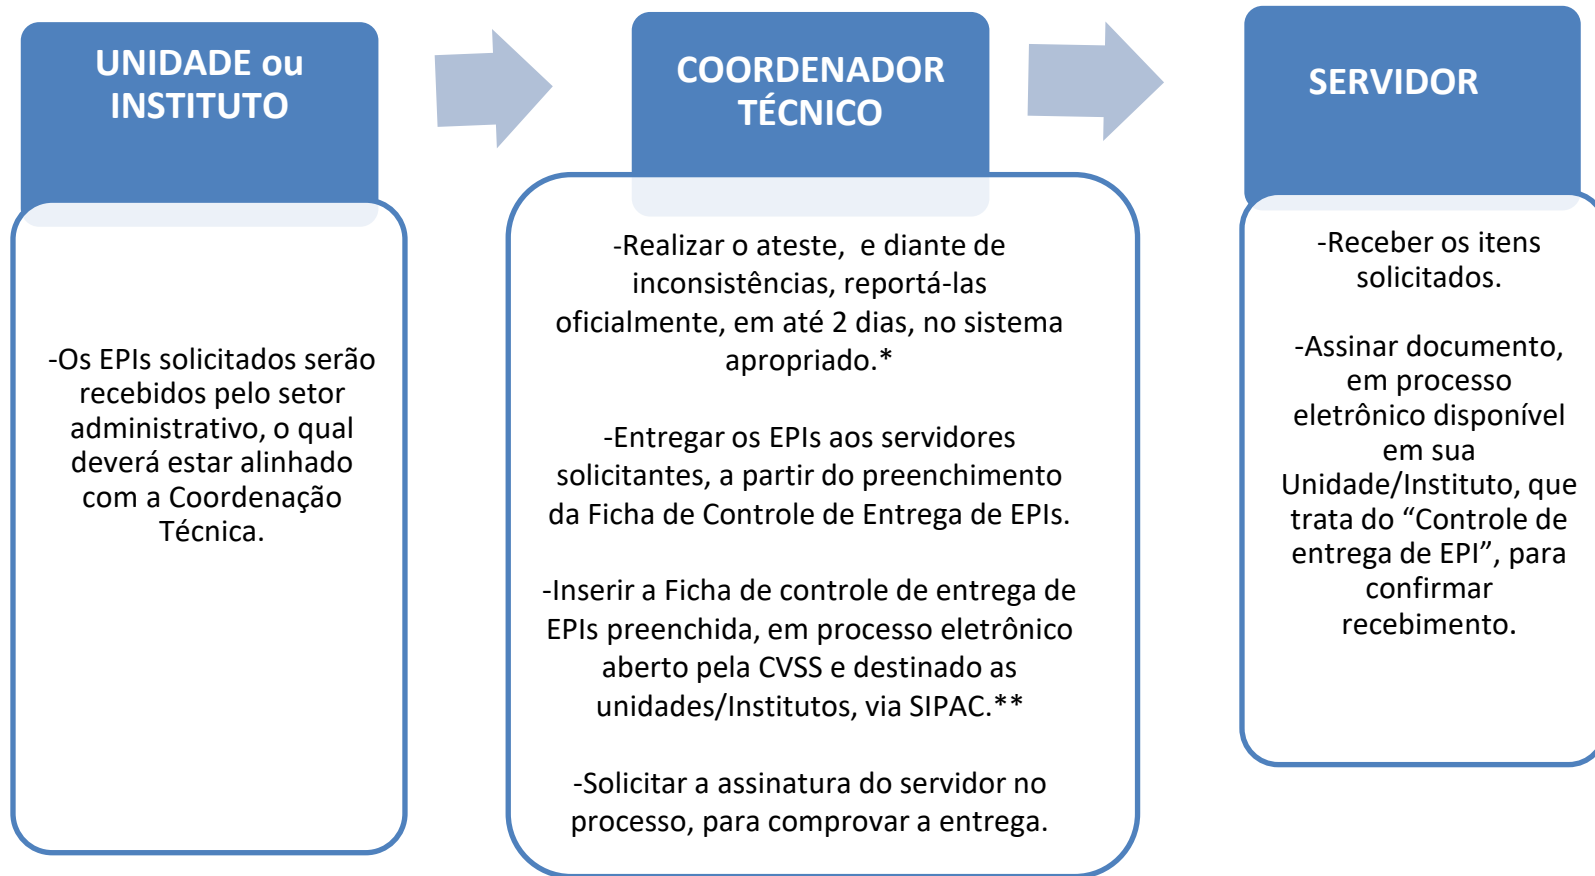 UNIDADE ou
INSTITUTO
-Os EPIs solicitados serão
recebidos pelo setor
administrativo, o qual
deverá estar alinhado
com a Coordenação
Técnica.
COORDENADOR
TÉCNICO
-Realizar o ateste,  e diante de
inconsistências, reportá-las
oficialmente, em até 2 dias, no sistema
apropriado.*
-Entregar os EPIs aos servidores
solicitantes, a partir do preenchimento
da Ficha de Controle de Entrega de EPIs.
-Inserir a Ficha de controle de entrega de
EPIs preenchida, em processo eletrônico
aberto pela CVSS e destinado as
unidades/Institutos, via SIPAC.**
-Solicitar a assinatura do servidor no
processo, para comprovar a entrega.
SERVIDOR
-Receber os itens
solicitados.
-Assinar documento,
em processo
eletrônico disponível
em sua
Unidade/Instituto, que
trata do “Controle de
entrega de EPI”, para
confirmar
recebimento.